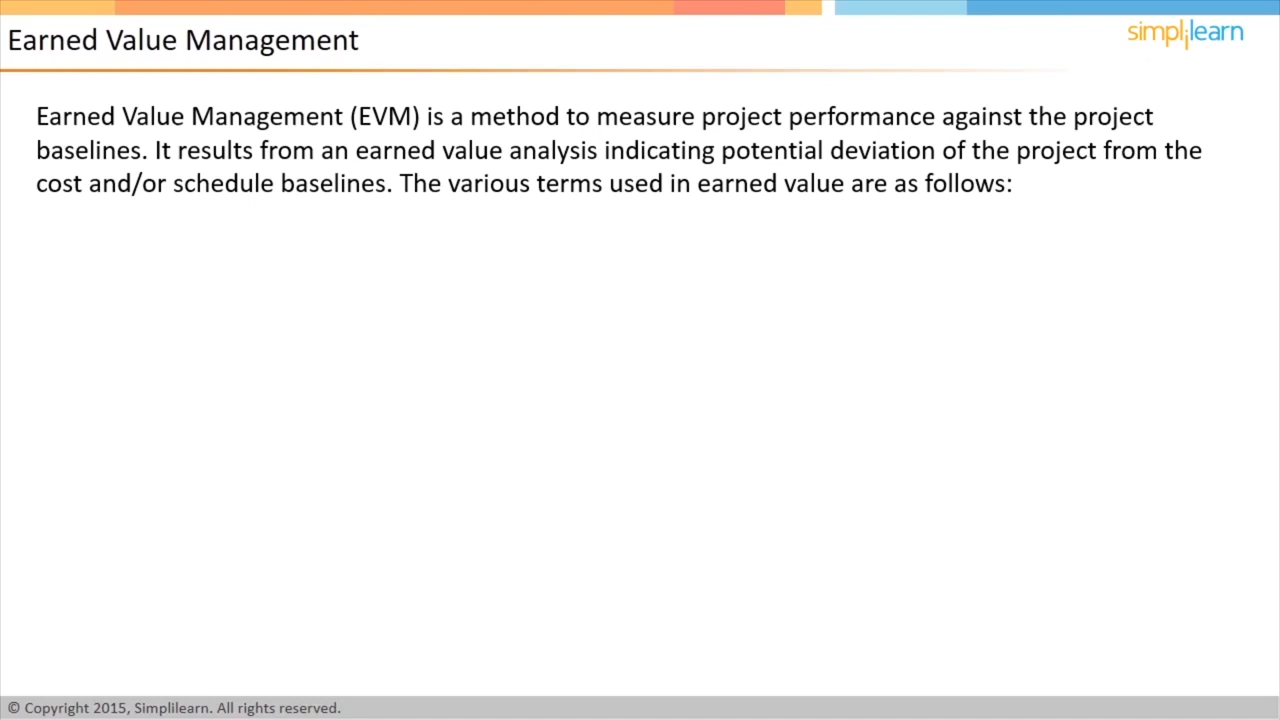 Earned Value Management
simplilearn
Earned Value Management (EVM) is a method to measure project performance against the project
baselines. It results from an earned value analysis indicating potential deviation of the project from the
cost and/or schedule baselines. The various terms used in earned value are as follows:
© Copyright 2015, Simplilearn. All rights reserved.